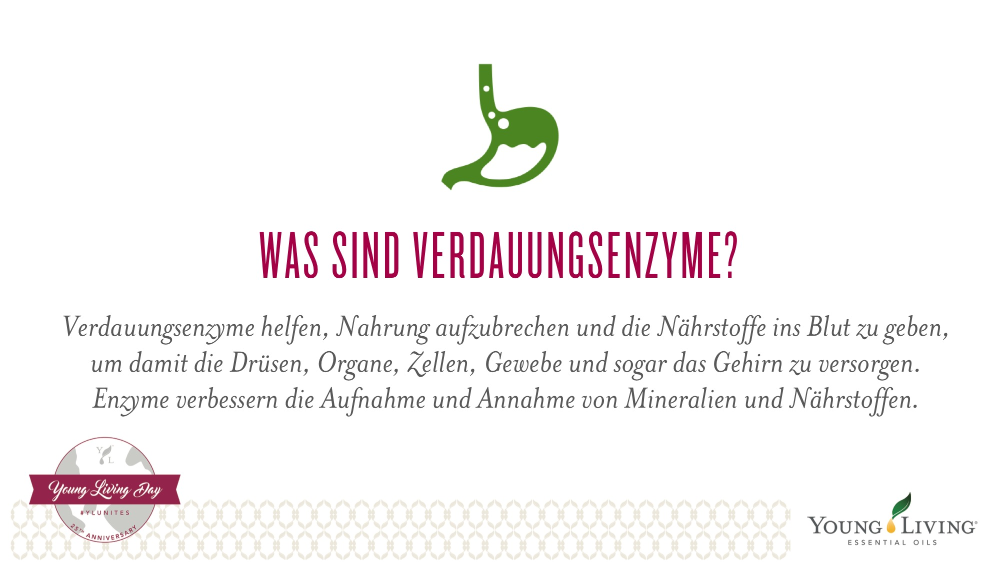 WAS SIND VERDAUUNGSENZYME?
Verdauungsenzyme helfen, Nahrung aufzubrechen und die Nährstoffe ins Blut zu geben,
um damit die Drüsen, Organe, Zellen, Gewebe und sogar das Gehirn zu versorgen.
Enzyme verbessern die Aufnahme und Annahme von Mineralien und Nährstoffen.
Y L
Young Living Day
#YLUNITES
25TH ANNIVERSARY
YOUNG LIVING®
ESSENTIAL OILS